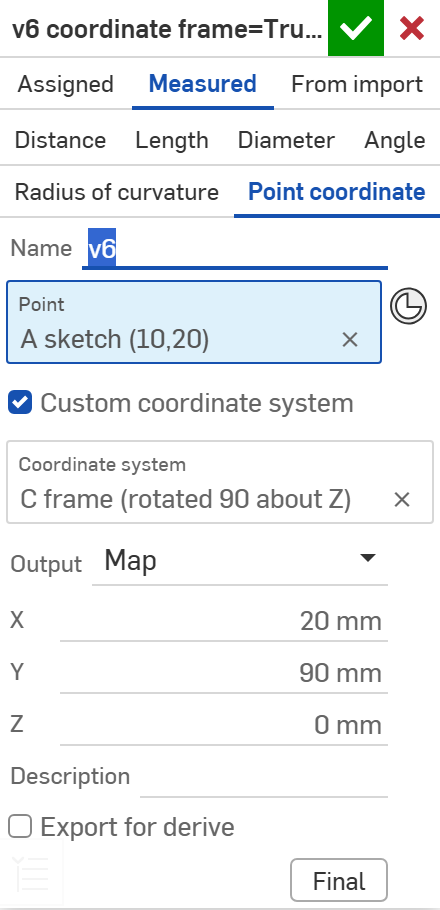 v6 coordinate frame=Tru...
Assigned Measured From import
Distance Length Diameter Angle
Radius of curvature Point coordinate
Name v6
Point
A sketch (10,20)
Custom coordinate system
Coordinate system
C frame (rotated 90 about Z)
Output Map
X 20 mm
Y 90 mm
Z 0 mm
Description
Export for derive
Final